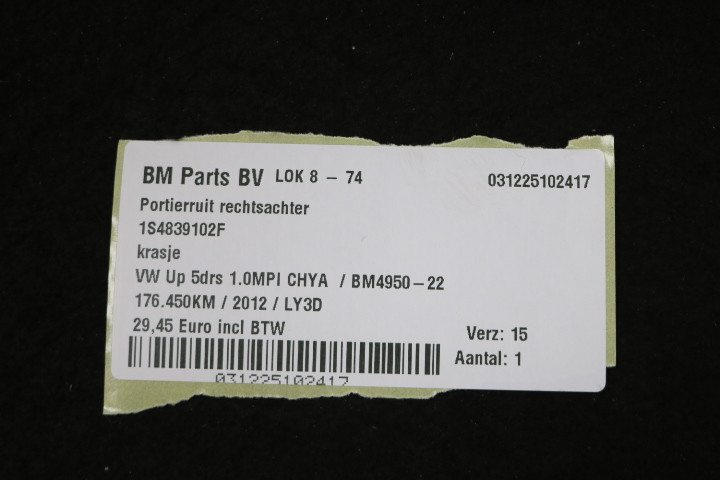 BM Parts BV LOK 8 - 74 031225102417
Portierruit rechtsachter
1S4839102F
krasje
VW Up 5drs 1.0MPI CHYA / BM4950-22
176.450KM / 2012 / LY3D
29,45 Euro incl BTW Verz: 15
Aantal: 1
031225102417